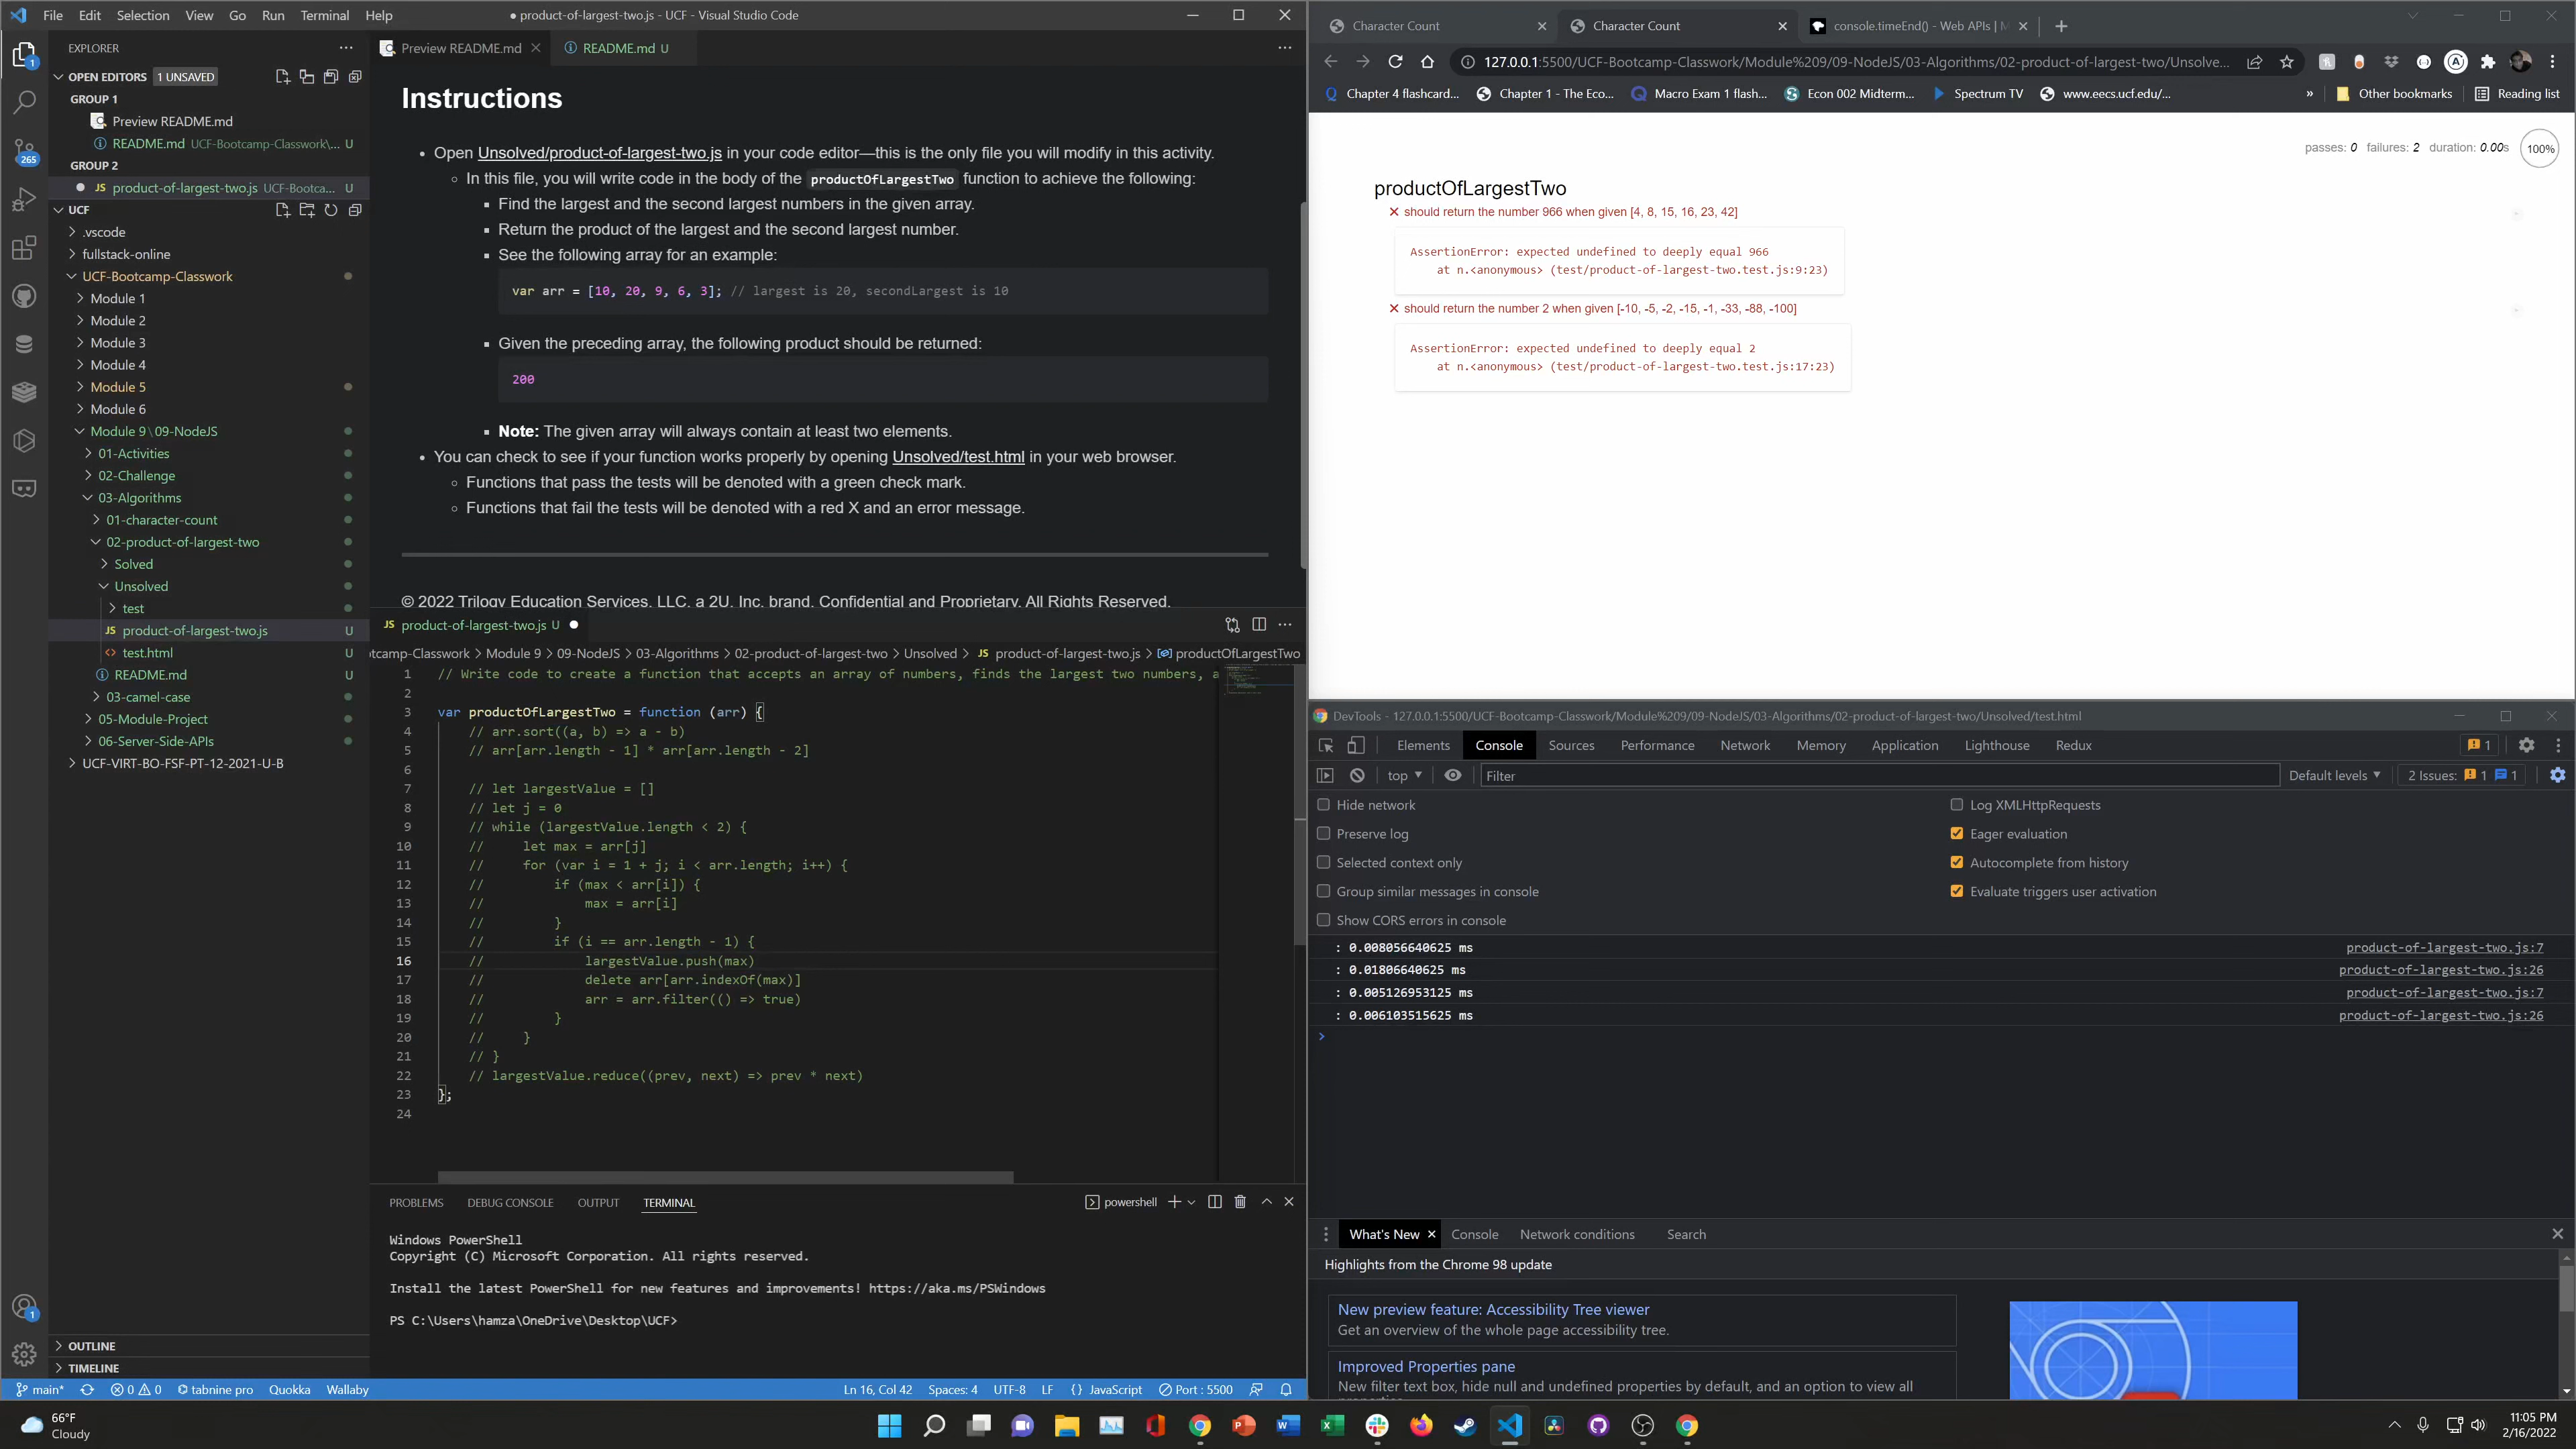 File Edit Selection View Go Run Terminal Help
● product-of-largest-two.js - UCF - Visual Studio Code
EXPLORER
OPEN EDITORS 1 UNSAVED
GROUP 1
Preview README.md
README.md UCF-Bootcamp-Classwork\... U
GROUP 2
product-of-largest-two.js UCF-Bootca... U
UCF
.vscode
fullstack-online
UCF-Bootcamp-Classwork
Module 1
Module 2
Module 3
Module 4
Module 5
Module 6
Module 9 \ 09-NodeJS
01-Activities
02-Challenge
03-Algorithms
01-character-count
02-product-of-largest-two
Solved
Unsolved
test
JS product-of-largest-two.js U
<> test.html U
README.md U
03-camel-case
05-Module-Project
06-Server-Side-APIs
UCF-VIRT-BO-FSF-PT-12-2021-U-B
OUTLINE
TIMELINE
1
265
1
Preview README.md
README.md U
Instructions
• Open Unsolved/product-of-largest-two.js in your code editor—this is the only file you will modify in this activity.
In this file, you will write code in the body of the productOfLargestTwo function to achieve the following:
Find the largest and the second largest numbers in the given array.
Return the product of the largest and the second largest number.
See the following array for an example:
var arr = [10, 20, 9, 6, 3]; // largest is 20, secondLargest is 10
Given the preceding array, the following product should be returned:
200
Note: The given array will always contain at least two elements.
• You can check to see if your function works properly by opening Unsolved/test.html in your web browser.
Functions that pass the tests will be denoted with a green check mark.
Functions that fail the tests will be denoted with a red X and an error message.
© 2022 Trilogy Education Services, LLC, a 2U, Inc. brand. Confidential and Proprietary. All Rights Reserved.
JS product-of-largest-two.js U ●
otcamp-Classwork > Module 9 > 09-NodeJS > 03-Algorithms > 02-product-of-largest-two > Unsolved > JS product-of-largest-two.js > productOfLargestTwo
1 // Write code to create a function that accepts an array of numbers, finds the largest two numbers, a
2
3 var productOfLargestTwo = function (arr) {
4 // arr.sort((a, b) => a - b)
5 // arr[arr.length - 1] * arr[arr.length - 2]
6
7 // let largestValue = []
8 // let j = 0
9 // while (largestValue.length < 2) {
10 // let max = arr[j]
11 // for (var i = 1 + j; i < arr.length; i++) {
12 // if (max < arr[i]) {
13 // max = arr[i]
14 // }
15 // if (i == arr.length - 1) {
16 // largestValue.push(max)
17 // delete arr[arr.indexOf(max)]
18 // arr = arr.filter(() => true)
19 // }
20 // }
21 // }
22 // largestValue.reduce((prev, next) => prev * next)
23 };
24
PROBLEMS DEBUG CONSOLE OUTPUT TERMINAL
powershell
Windows PowerShell
Copyright (C) Microsoft Corporation. All rights reserved.
Install the latest PowerShell for new features and improvements! https://aka.ms/PSWindows
PS C:\Users\hamza\OneDrive\Desktop\UCF>
main* 0 0 tabnine pro Quokka Wallaby
Ln 16, Col 42 Spaces: 4 UTF-8 LF {} JavaScript Port : 5500
Character Count
Character Count
console.timeEnd() - Web APIs | M
127.0.0.1:5500/UCF-Bootcamp-Classwork/Module%209/09-NodeJS/03-Algorithms/02-product-of-largest-two/Unsolve...
Chapter 4 flashcard... Chapter 1 - The Eco... Macro Exam 1 flash... Econ 002 Midterm... Spectrum TV www.eecs.ucf.edu/... » Other bookmarks Reading list
passes: 0 failures: 2 duration: 0.00s 100%
productOfLargestTwo
should return the number 966 when given [4, 8, 15, 16, 23, 42]
AssertionError: expected undefined to deeply equal 966
at n.<anonymous> (test/product-of-largest-two.test.js:9:23)
should return the number 2 when given [-10, -5, -2, -15, -1, -33, -88, -100]
AssertionError: expected undefined to deeply equal 2
at n.<anonymous> (test/product-of-largest-two.test.js:17:23)
DevTools - 127.0.0.1:5500/UCF-Bootcamp-Classwork/Module%209/09-NodeJS/03-Algorithms/02-product-of-largest-two/Unsolved/test.html
Elements Console Sources Performance Network Memory Application Lighthouse Redux 1
top Filter Default levels 2 Issues: 1 1
Hide network
Log XMLHttpRequests
Preserve log
Eager evaluation
Selected context only
Autocomplete from history
Group similar messages in console
Evaluate triggers user activation
Show CORS errors in console
: 0.008056640625 ms product-of-largest-two.js:7
: 0.01806640625 ms product-of-largest-two.js:26
: 0.005126953125 ms product-of-largest-two.js:7
: 0.006103515625 ms product-of-largest-two.js:26
What's New Console Network conditions Search
Highlights from the Chrome 98 update
New preview feature: Accessibility Tree viewer
Get an overview of the whole page accessibility tree.
Improved Properties pane
New filter text box, hide null and undefined properties by default, and an option to view all
66°F
Cloudy
11:05 PM
2/16/2022